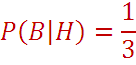 P(B|H) = 1/3